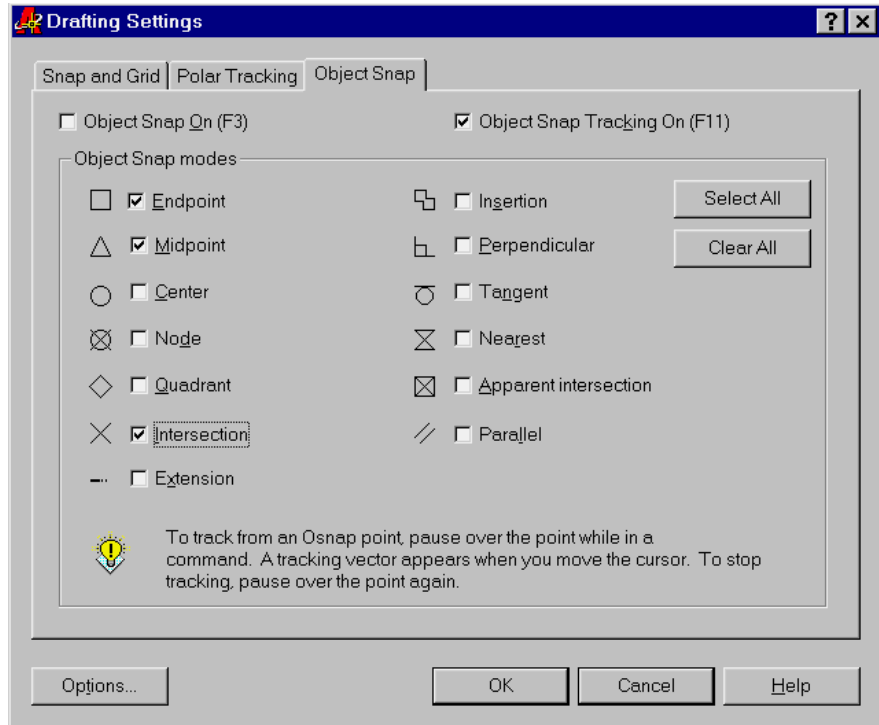 Drafting Settings
Snap and Grid
Polar Tracking
Object Snap
Object Snap On (F3)
Object Snap Tracking On (F11)
Object Snap modes
Endpoint
Insertion
Select All
Midpoint
Perpendicular
Clear All
Center
Tangent
Node
Nearest
Quadrant
Apparent intersection
Intersection
Parallel
Extension
To track from an Osnap point, pause over the point while in a
command. A tracking vector appears when you move the cursor. To stop
tracking, pause over the point again.
Options...
OK
Cancel
Help